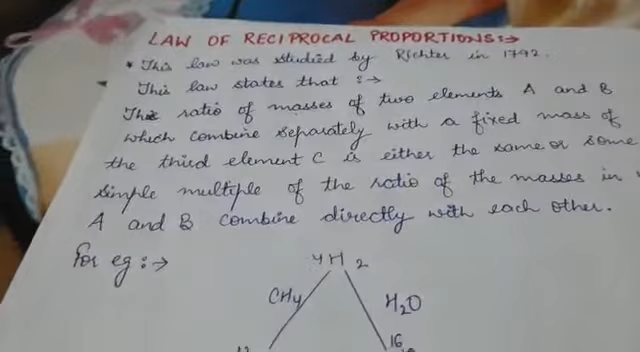 LAW OF RECIPROCAL PROPORTIONS:→
* This law was studied by Richter in 1792.
This law states that :→
The ratio of masses of two elements A and B
which combine separately with a fixed mass of
the third element C is either the same or some
simple multiple of the ratio of the masses in
A and B combine directly with each other.
For eg :→
4H 2
CH4 H2O
12 16